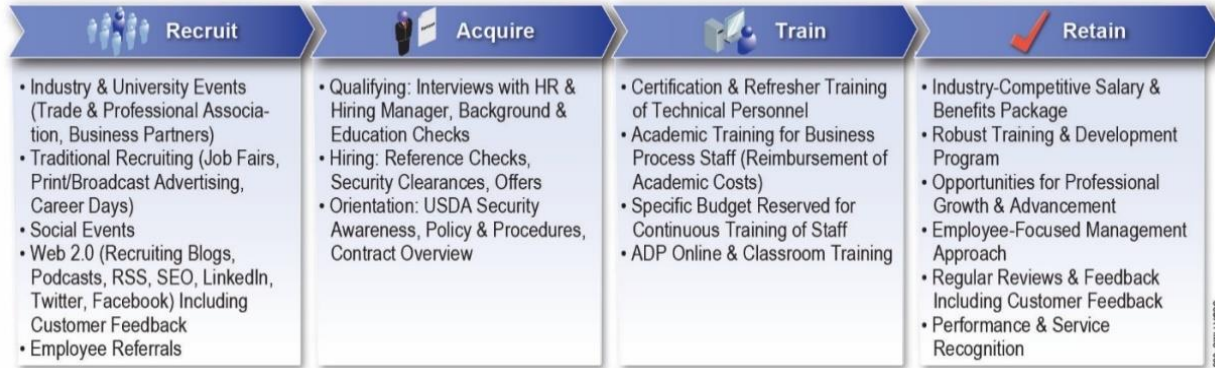 Recruit
• Industry & University Events
(Trade & Professional Associa-
tion, Business Partners)
• Traditional Recruiting (Job Fairs,
Print/Broadcast Advertising,
Career Days)
• Social Events
• Web 2.0 (Recruiting Blogs,
Podcasts, RSS, SEO, LinkedIn,
Twitter, Facebook) Including
Customer Feedback
• Employee Referrals
Acquire
• Qualifying: Interviews with HR &
Hiring Manager, Background &
Education Checks
• Hiring: Reference Checks,
Security Clearances, Offers
• Orientation: USDA Security
Awareness, Policy & Procedures,
Contract Overview
Train
• Certification & Refresher Training
of Technical Personnel
• Academic Training for Business
Process Staff (Reimbursement of
Academic Costs)
• Specific Budget Reserved for
Continuous Training of Staff
• ADP Online & Classroom Training
Retain
• Industry-Competitive Salary &
Benefits Package
• Robust Training & Development
Program
• Opportunities for Professional
Growth & Advancement
• Employee-Focused Management
Approach
• Regular Reviews & Feedback
Including Customer Feedback
• Performance & Service
Recognition